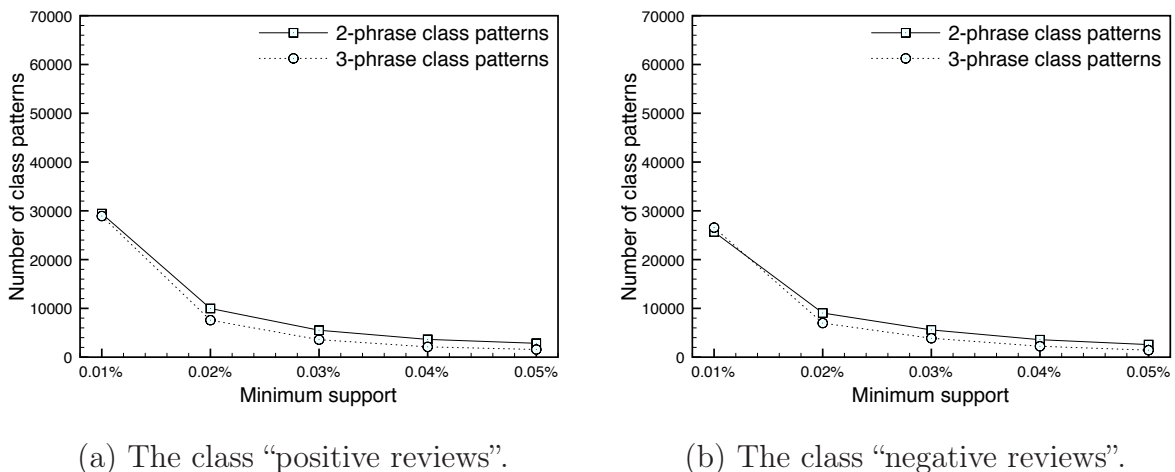 70000
60000
50000
40000
30000
20000
10000
0
Number of class patterns
2-phrase class patterns
3-phrase class patterns
0.01% 0.02% 0.03% 0.04% 0.05%
Minimum support
(a) The class “positive reviews”.
70000
60000
50000
40000
30000
20000
10000
0
Number of class patterns
2-phrase class patterns
3-phrase class patterns
0.01% 0.02% 0.03% 0.04% 0.05%
Minimum support
(b) The class “negative reviews”.